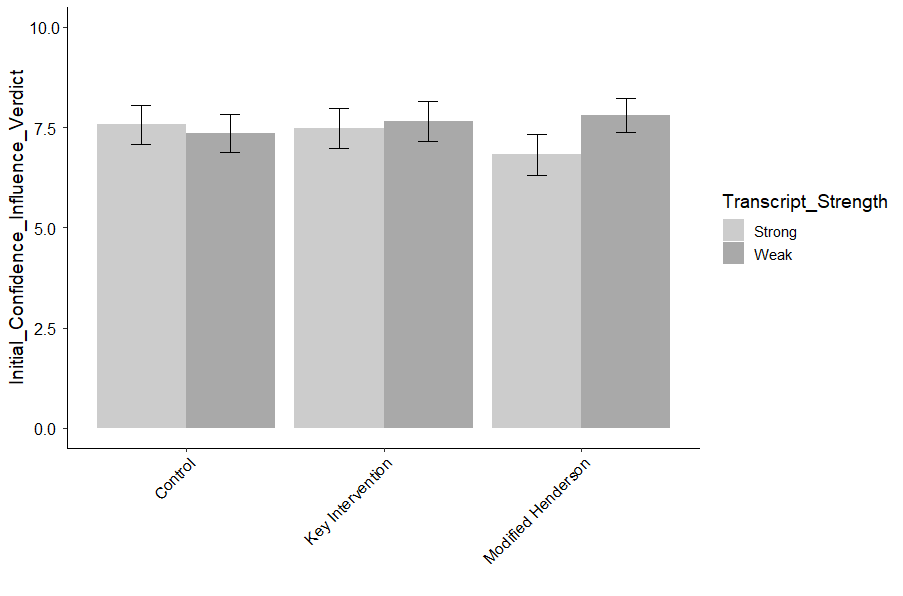 Initial_Confidence_Influence_Verdict
10.0
7.5
5.0
2.5
0.0
Control
Key Intervention
Modified Henderson
Transcript_Strength
Strong
Weak